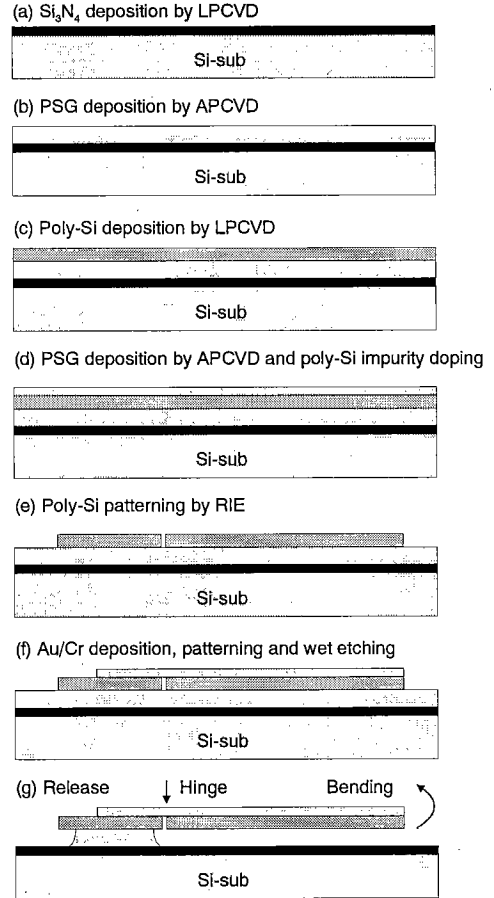 (a) Si₃N₄ deposition by LPCVD
Si-sub
(b) PSG deposition by APCVD
Si-sub
(c) Poly-Si deposition by LPCVD
Si-sub
(d) PSG deposition by APCVD and poly-Si impurity doping
Si-sub
(e) Poly-Si patterning by RIE
Si-sub
(f) Au/Cr deposition, patterning and wet etching
Si-sub
(g) Release Hinge Bending
Si-sub